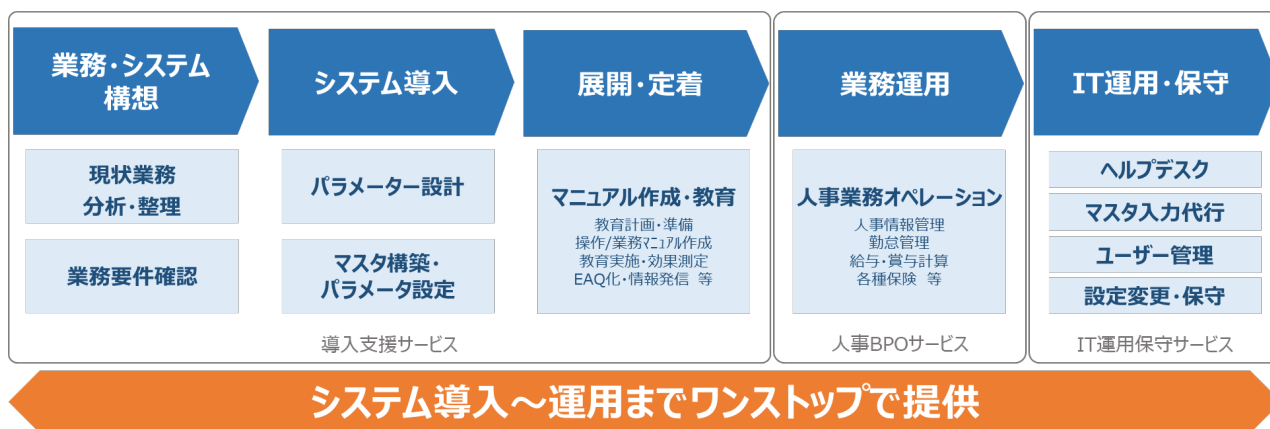 業務・システム
構想
システム導入
展開・定着
業務運用
IT運用・保守
現状業務
分析・整理
業務要件確認
パラメーター設計
マスタ構築・
パラメータ設定
マニュアル作成・教育
教育計画・準備
操作/業務ﾏﾆｭｱﾙ作成
教育実施・効果測定
EAQ化・情報発信 等
人事業務オペレーション
人事情報管理
勤怠管理
給与・賞与計算
各種保険 等
ヘルプデスク
マスタ入力代行
ユーザー管理
設定変更・保守
導入支援サービス
人事BPOサービス
IT運用保守サービス
システム導入～運用までワンストップで提供